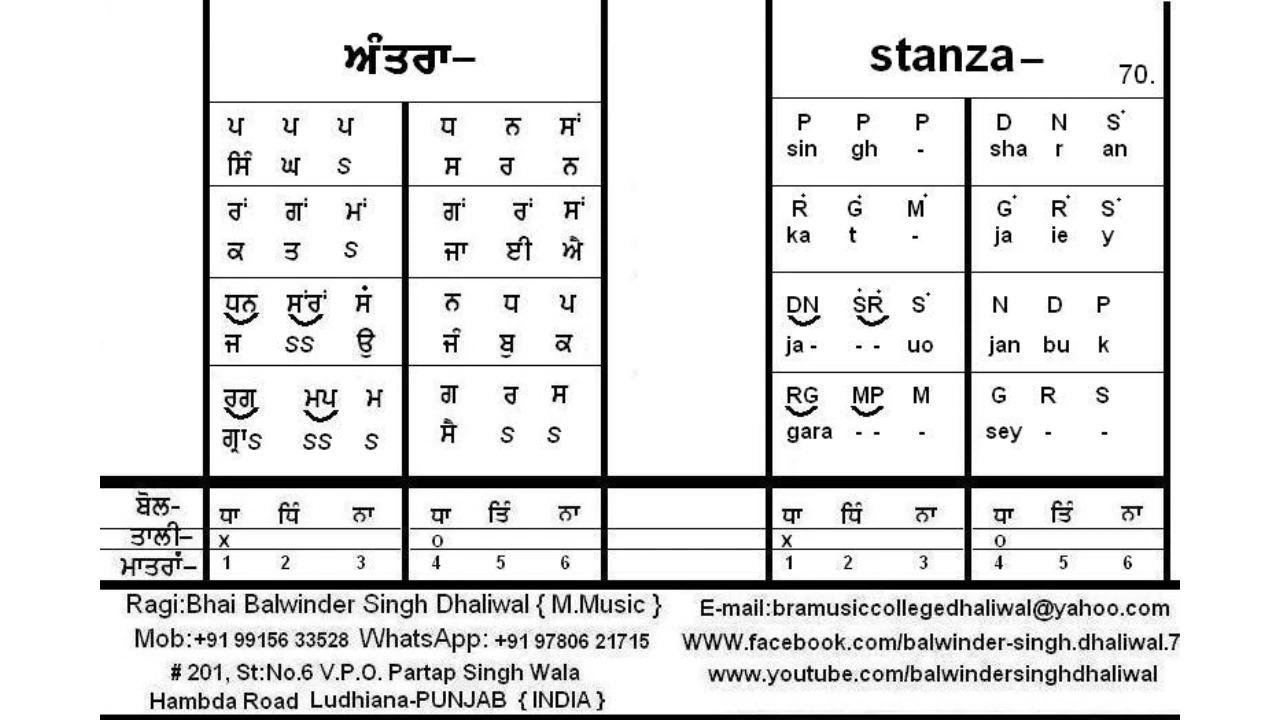 ਅੰਤਰਾ– stanza– 70.
ਪ ਪ ਪ ਧ ਨ ਸਾਂ P P P D N Ṡ
ਸਿੰ ਘ S ਸ ਰ ਨ sin gh - sha r an
ਰਾਂ ਗਾਂ ਮਾਂ ਗਾਂ ਰਾਂ ਸਾਂ Ṙ Ġ Ṁ Ġ Ṙ Ṡ
ਕ ਤ S ਜਾ ਈ ਐ ka t - ja ie y
ਧਨ ਸਾਂਰਾਂ ਸਂ ਨ ਧ ਪ DN ṠṘ Ṡ N D P
ਜ SS ਉ ਜੰ ਬੁ ਕ ja - - - uo jan bu k
ਰਗ ਮਪ ਮ ਗ ਰ ਸ RG MP M G R S
ਗ੍ਰਾS SS S ਸੈ S S gara - - - sey - -
ਬੋਲ- ਧਾ ਧਿੰ ਨਾ ਧਾ ਤਿੰ ਨਾ ਧਾ ਧਿੰ ਨਾ ਧਾ ਤਿੰ ਨਾ
ਤਾਲੀ– x o x o
ਮਾਤਰਾਂ– 1 2 3 4 5 6 1 2 3 4 5 6
Ragi:Bhai Balwinder Singh Dhaliwal { M.Music } E-mail:bramusiccollegedhaliwal@yahoo.com
Mob:+91 99156 33528 WhatsApp: +91 97806 21715 WWW.facebook.com/balwinder-singh.dhaliwal.7
# 201, St:No.6 V.P.O. Partap Singh Wala www.youtube.com/balwindersinghdhaliwal
Hambda Road Ludhiana-PUNJAB { INDIA }